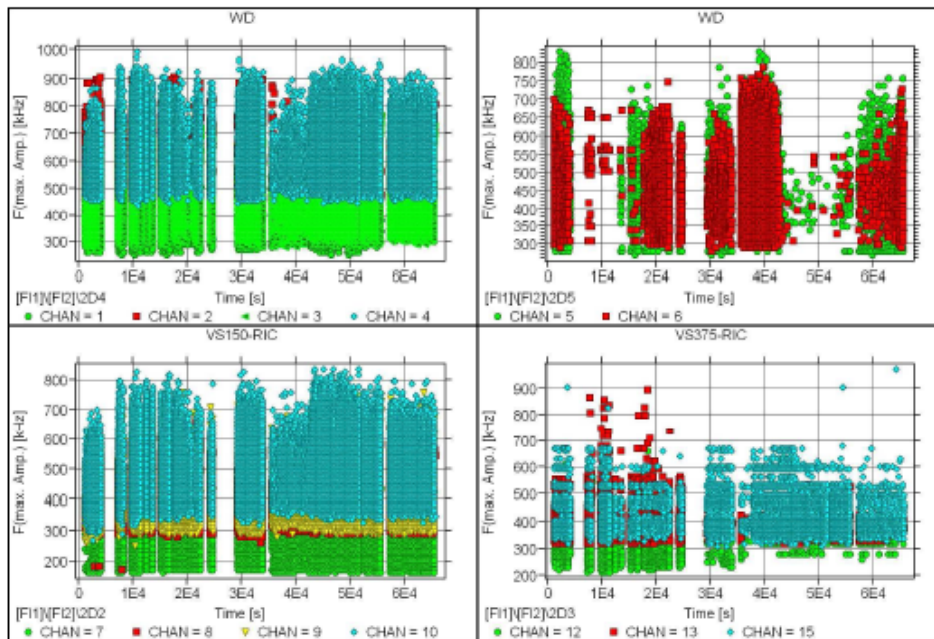 WD
F(max. Amp.) [kHz]
1000
900
800
700
600
500
400
300
0 1E4 2E4 3E4 4E4 5E4 6E4
Time [s]
[FI1]\[FI2]\2D4
CHAN = 1 CHAN = 2 CHAN = 3 CHAN = 4
WD
F(max. Amp.) [kHz]
800
750
700
650
600
550
500
450
400
350
300
0 1E4 2E4 3E4 4E4 5E4 6E4
Time [s]
[FI1]\[FI2]\2D5
CHAN = 5 CHAN = 6
VS150-RIC
F(max. Amp.) [kHz]
800
700
600
500
400
300
200
0 1E4 2E4 3E4 4E4 5E4 6E4
Time [s]
[FI1]\[FI2]\2D2
CHAN = 7 CHAN = 8 CHAN = 9 CHAN = 10
VS375-RIC
F(max. Amp.) [kHz]
900
800
700
600
500
400
300
200
0 1E4 2E4 3E4 4E4 5E4 6E4
Time [s]
[FI1]\[FI2]\2D3
CHAN = 12 CHAN = 13 CHAN = 15